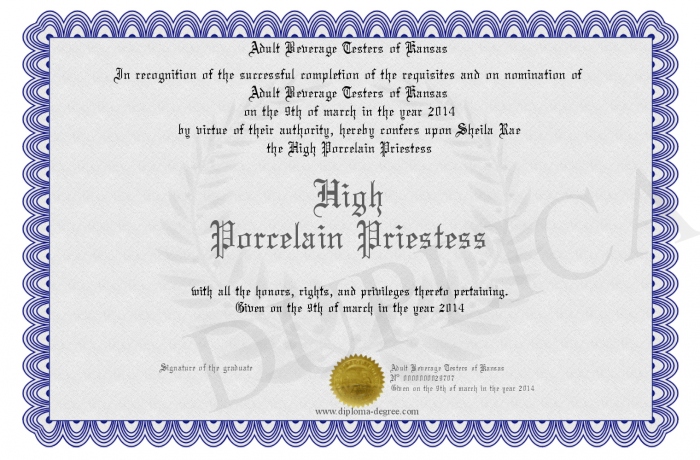 Adult Beverage Testers of Kansas
In recognition of the successful completion of the requisites and on nomination of
Adult Beverage Testers of Kansas
on the 9th of march in the year 2014
by virtue of their authority, hereby confers upon Sheila Rae
the High Porcelain Priestess
High
Porcelain Priestess
with all the honors, rights, and privileges thereto pertaining.
Given on the 9th of march in the year 2014
DUPLICA
Signature of the graduate
Adult Beverage Testers of Kansas
Given on the 9th of march in the year 2014
www.diploma-degree.com